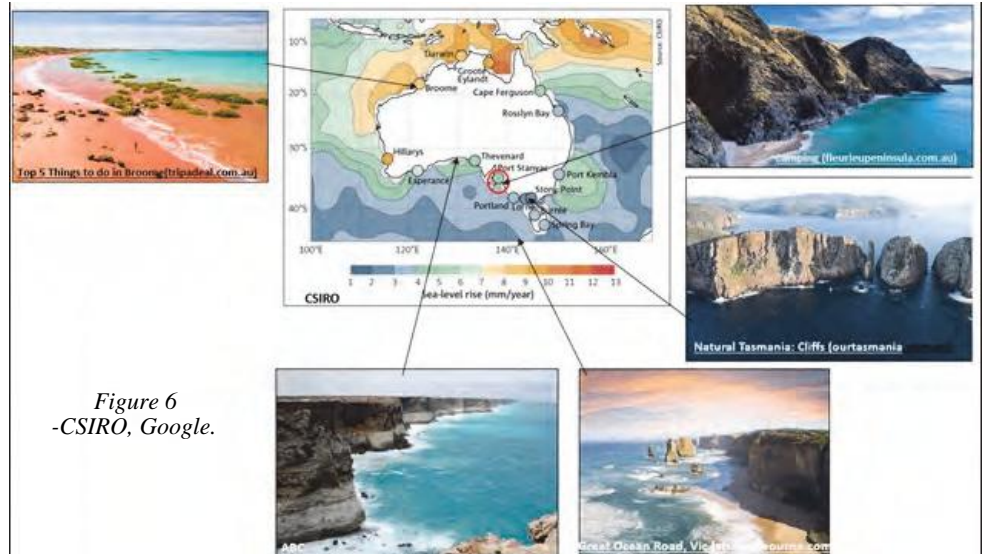 Top 5 Things to do in Broome(tripadeal.com.au)
10°S
20°S
30°S
40°S
Source: CSIRO
Darwin
Groote
Eylandt
Broome
Cape Ferguson
Rosslyn Bay
Hillarys
Thevenard
Port Stanvac
Esperance
Port Kembla
Stony Point
Portland
Spring Bay
100°E
120°E
140°E
160°E
1 2 3 4 5 6 7 8 9 10 11 12 13
Sea-level rise (mm/year)
CSIRO
Camping (fleurieupeninsula.com.au)
Natural Tasmania: Cliffs (ourtasmania
Figure 6
-CSIRO, Google.
ABC
Great Ocean Road, Vic